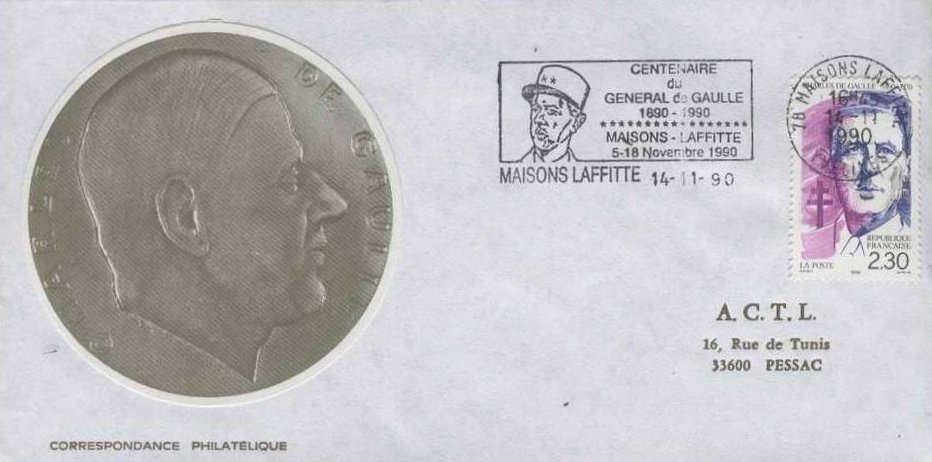 DE GAULLE
CENTENAIRE
du
GENERAL de GAULLE
1890 - 1990
MAISONS - LAFFITTE
5-18 Novembre 1990
MAISONS LAFFITTE 14-11-90
78 MAISONS LAFFITTE
14-11
1990
YVELINES
CHARLES DE GAULLE
REPUBLIQUE
FRANÇAISE
LA POSTE 2,30
A. C. T. L.
16, Rue de Tunis
33600 PESSAC
CORRESPONDANCE PHILATÉLIQUE